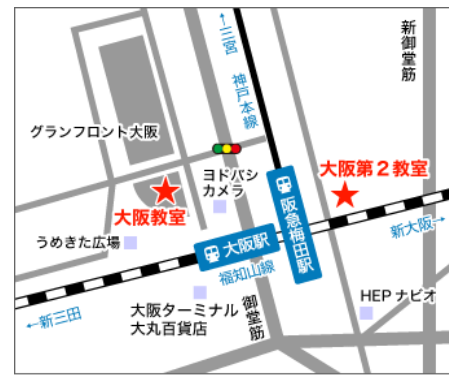 ←三宮
神戸本線
新御堂筋
グランフロント大阪
ヨドバシ
カメラ
大阪第2教室
大阪教室
うめきた広場
大阪駅
阪急梅田駅
新大阪→
福知山線
←新三田
大阪ターミナル
大丸百貨店
御堂筋
HEPナビオ